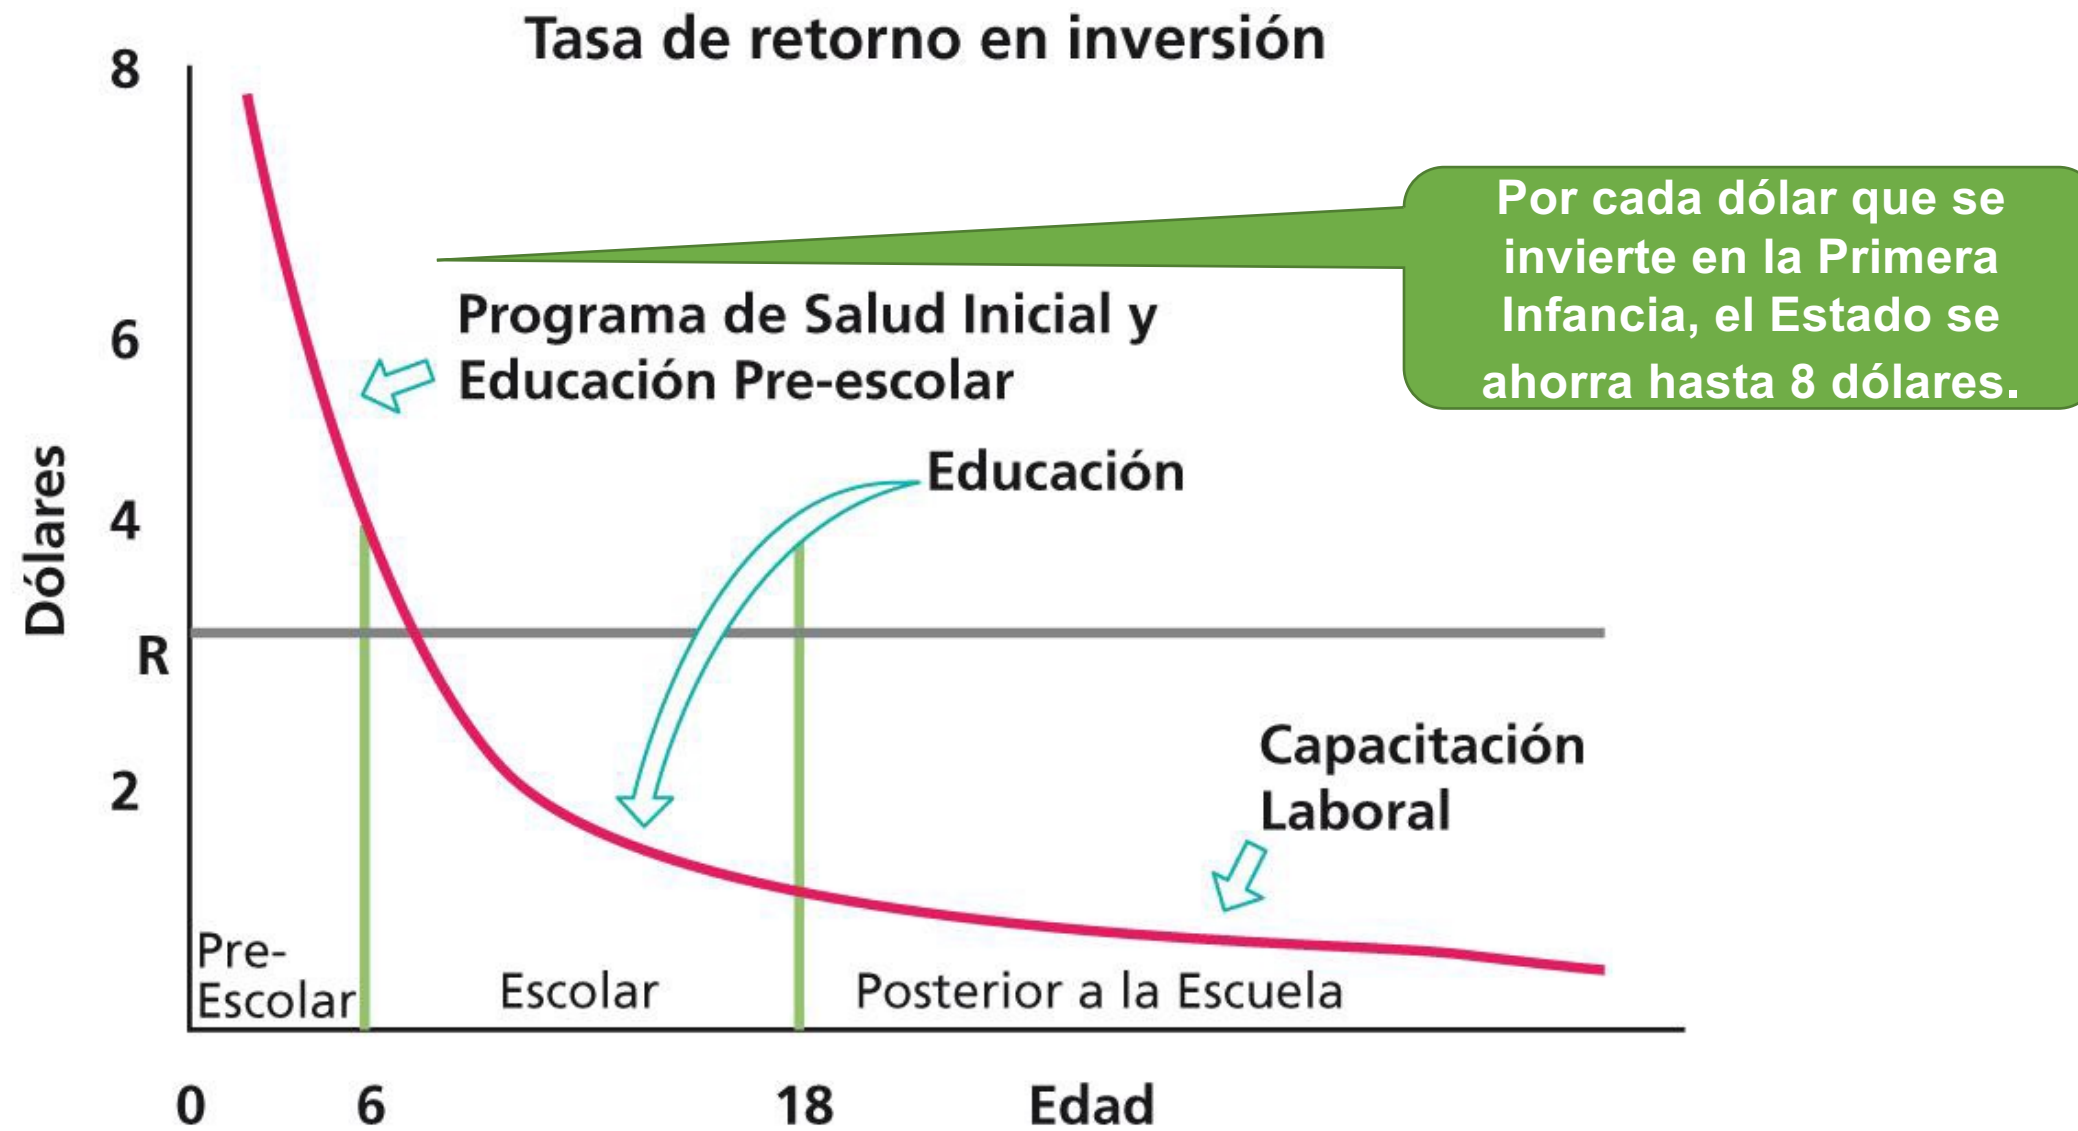 Tasa de retorno en inversión
8
Por cada dólar que se
invierte en la Primera
Infancia, el Estado se
ahorra hasta 8 dólares.
Programa de Salud Inicial y
Educación Pre-escolar
6
Educación
4
Dólares
R
Capacitación
Laboral
2
Pre-
Escolar
Escolar
Posterior a la Escuela
0
6
18
Edad